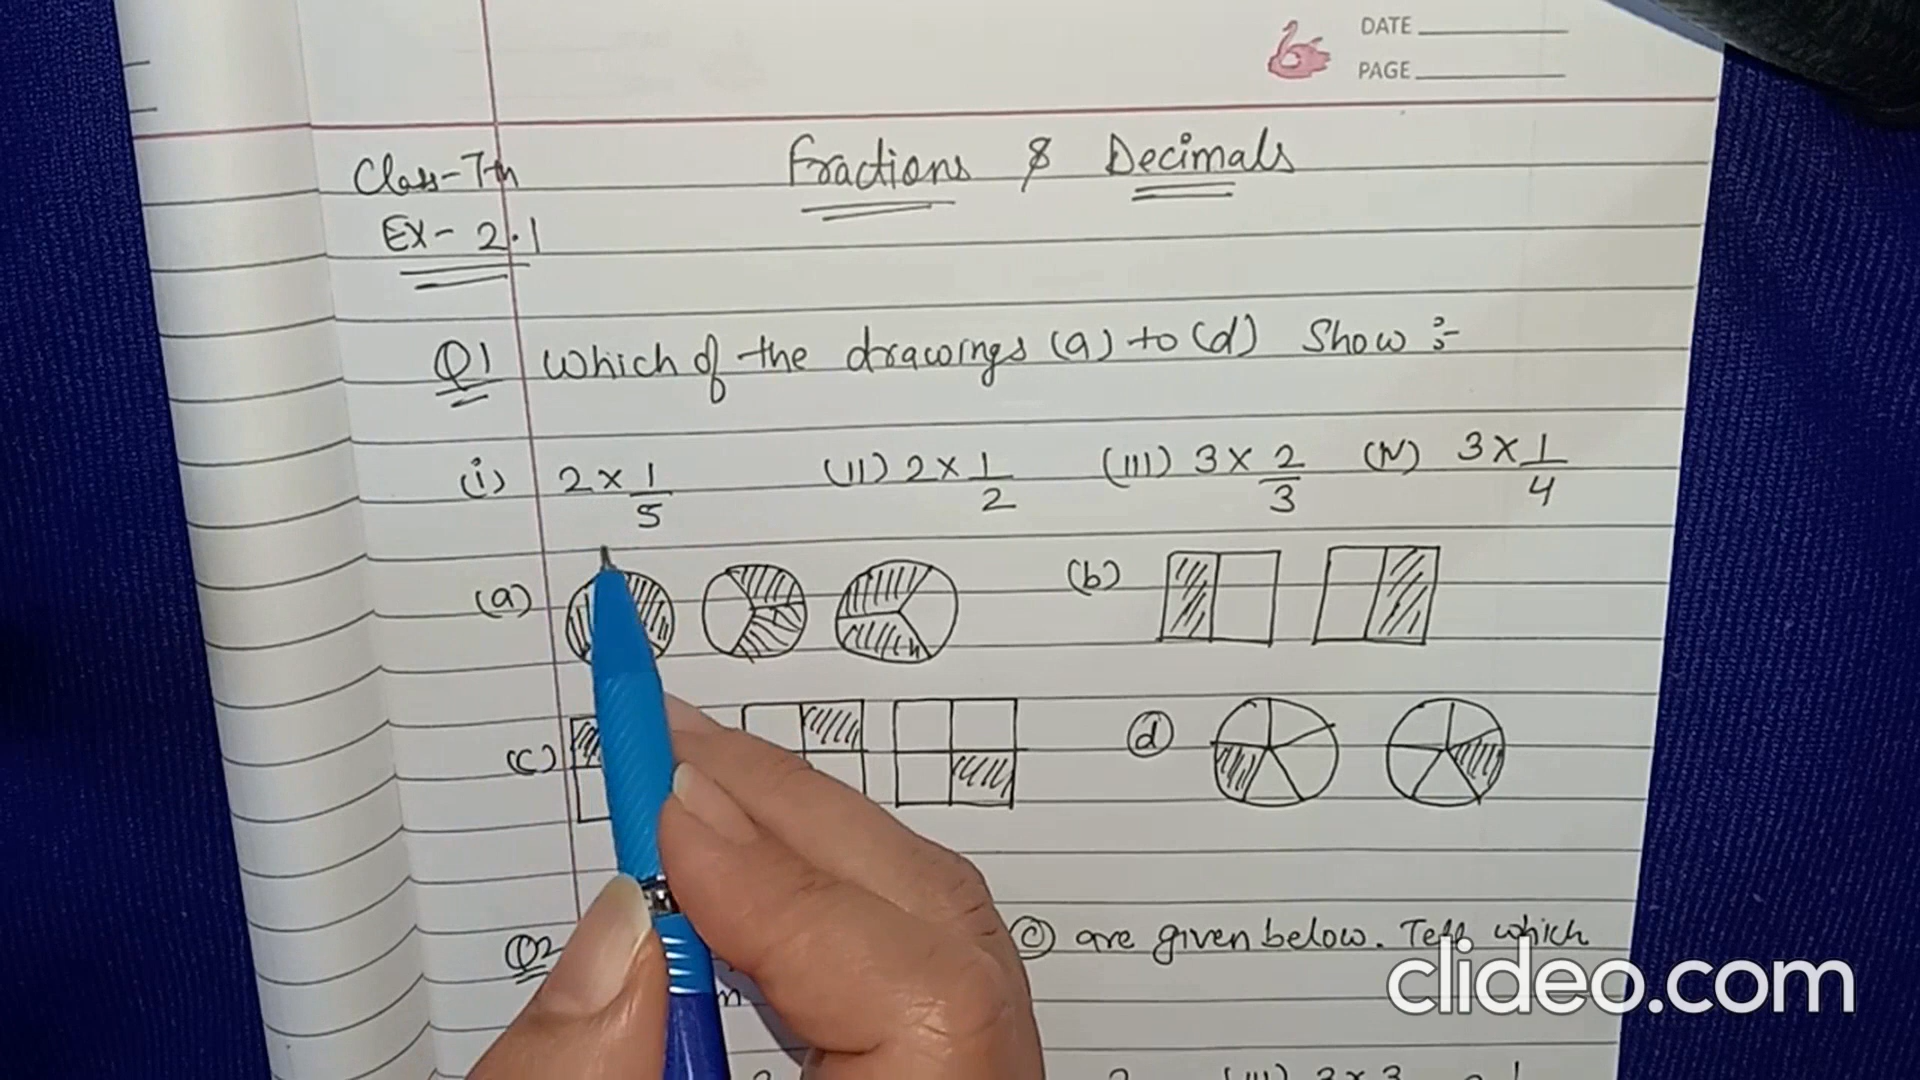 DATE
PAGE
Class-7th
Fractions & Decimals
Ex- 2.1
Q1 Which of the drawings (a) to (d) Show :-
(i) 2 × 1/5 (II) 2 × 1/2 (III) 3 × 2/3 (IV) 3 × 1/4
(a) (b)
(c) (d)
Q2 (c) are given below. Tell which
clideo.com